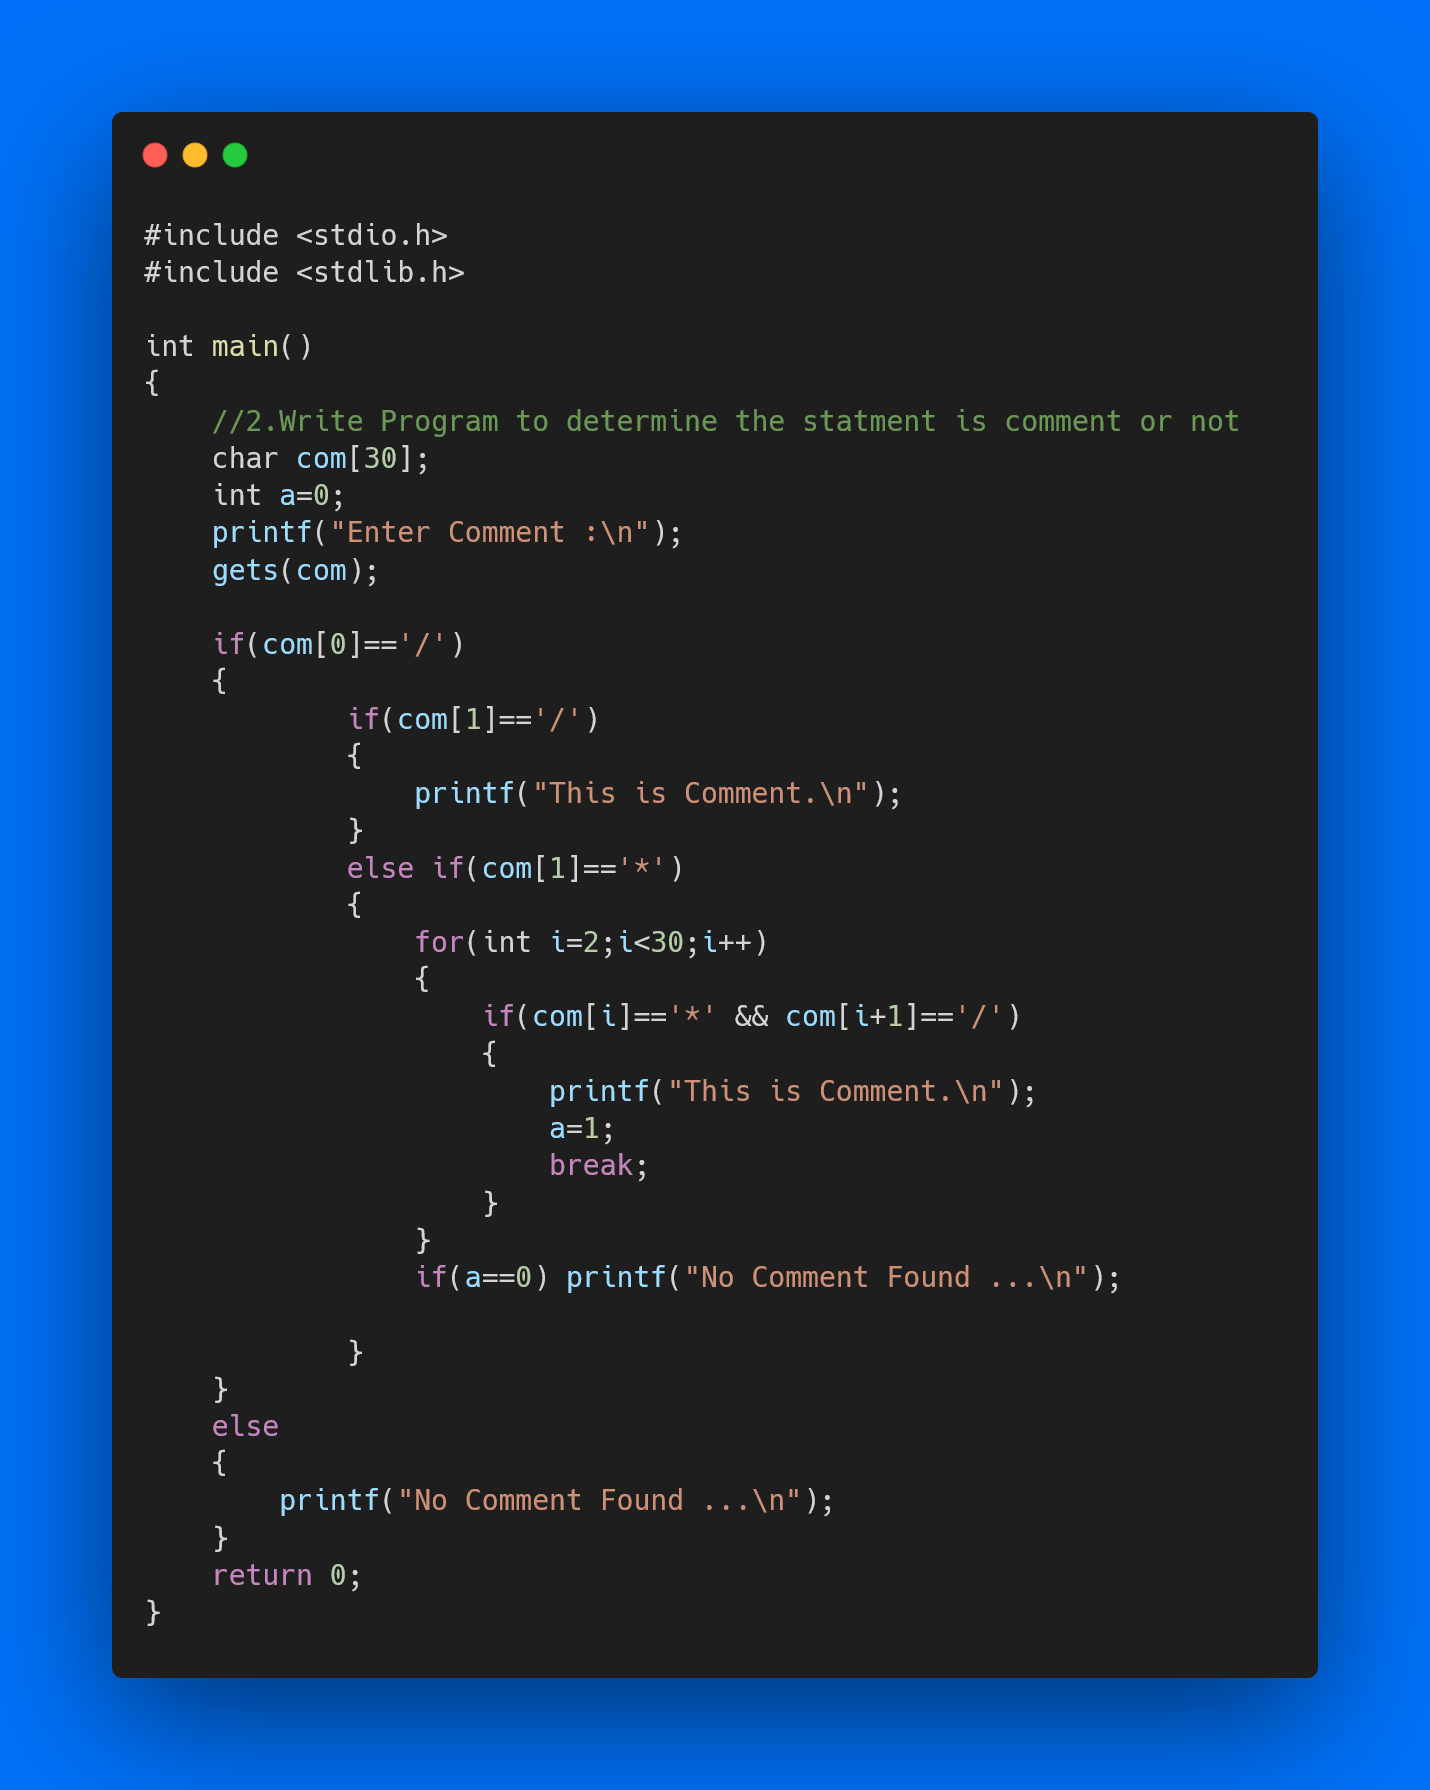 #include <stdio.h>
#include <stdlib.h>

int main()
{
    //2.Write Program to determine the statment is comment or not
    char com[30];
    int a=0;
    printf("Enter Comment :\n");
    gets(com);

    if(com[0]=='/')
    {
            if(com[1]=='/')
            {
                printf("This is Comment.\n");
            }
            else if(com[1]=='*')
            {
                for(int i=2;i<30;i++)
                {
                    if(com[i]=='*' && com[i+1]=='/')
                    {
                        printf("This is Comment.\n");
                        a=1;
                        break;
                    }
                }
                if(a==0) printf("No Comment Found ...\n");

            }
    }
    else
    {
        printf("No Comment Found ...\n");
    }
    return 0;
}